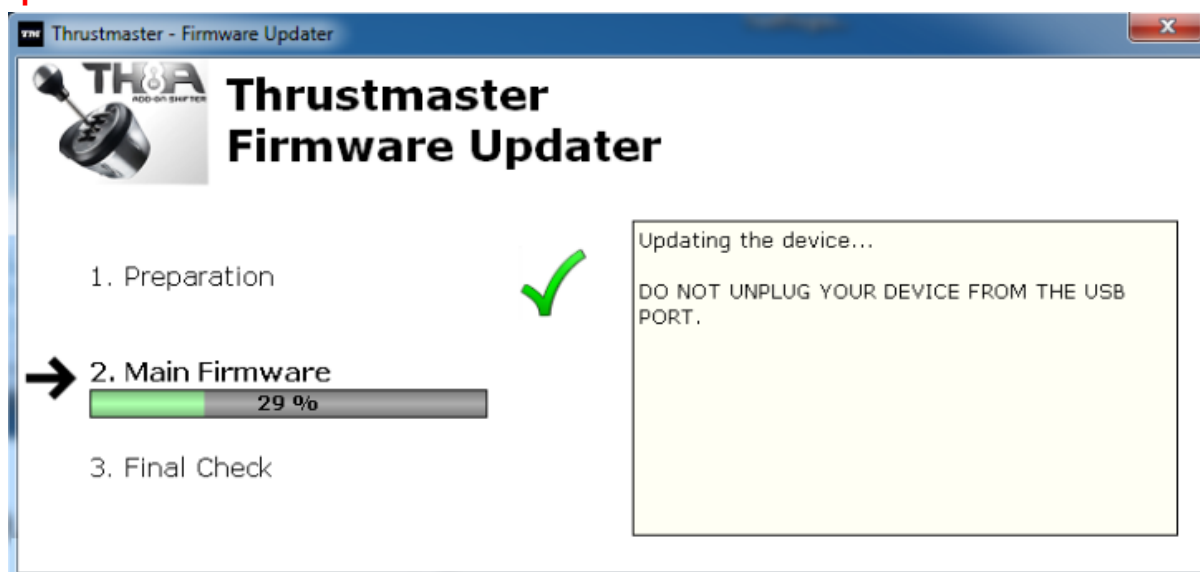 Thrustmaster - Firmware Updater
TH8A
ADD-ON SHIFTER
Thrustmaster
Firmware Updater
1. Preparation
2. Main Firmware
29 %
3. Final Check
Updating the device...
DO NOT UNPLUG YOUR DEVICE FROM THE USB
PORT.